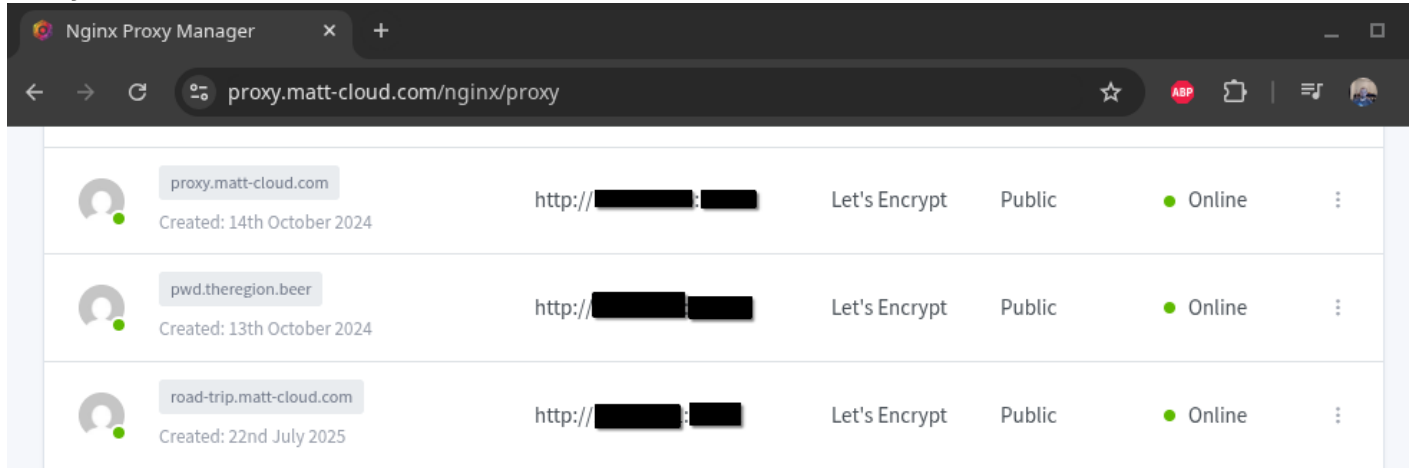 Nginx Proxy Manager
proxy.matt-cloud.com/nginx/proxy
ABP
proxy.matt-cloud.com
Created: 14th October 2024
http:// : Let's Encrypt Public Online
pwd.theregion.beer
Created: 13th October 2024
http:// Let's Encrypt Public Online
road-trip.matt-cloud.com
Created: 22nd July 2025
http:// : Let's Encrypt Public Online